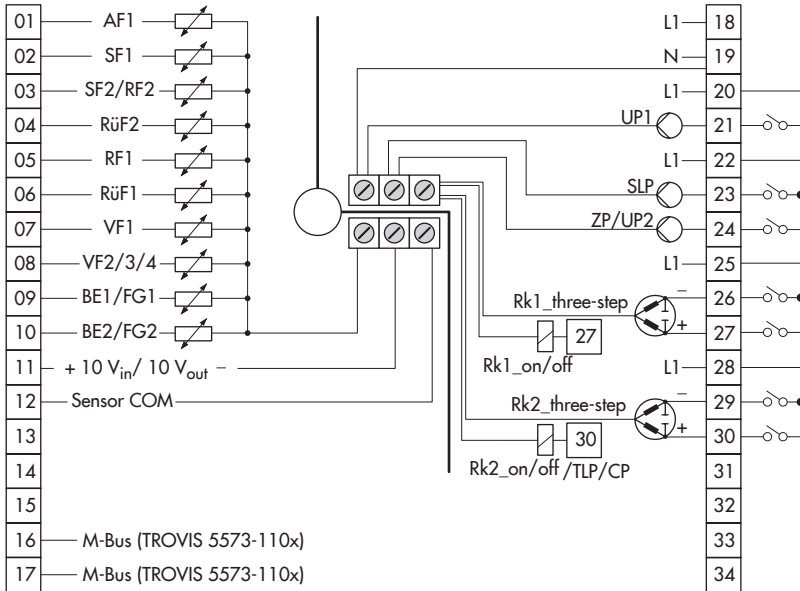 01 AF1
02 SF1
03 SF2/RF2
04 RüF2
05 RF1
06 RüF1
07 VF1
08 VF2/3/4
09 BE1/FG1
10 BE2/FG2
11 + 10 Vin/ 10 Vout −
12 Sensor COM
13
14
15
16 M-Bus (TROVIS 5573-110x)
17 M-Bus (TROVIS 5573-110x)
L1 18
N 19
L1 20
UP1 21
L1 22
SLP 23
ZP/UP2 24
L1 25
Rk1_three-step − 26
+ 27
27
Rk1_on/off
L1 28
Rk2_three-step − 29
+ 30
30
Rk2_on/off /TLP/CP
31
32
33
34